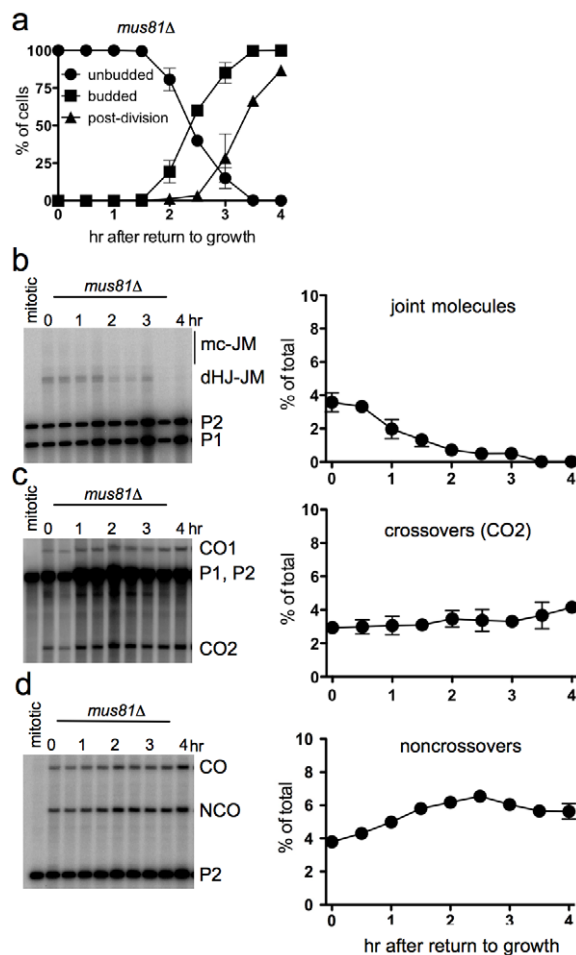 a
mus81Δ
100
75
50
25
0
% of cells
unbudded
budded
post-division
0 1 2 3 4
hr after return to growth
b
mitotic
mus81Δ
0 1 2 3 4 hr
mc-JM
dHJ-JM
P2
P1
joint molecules
10
8
6
4
2
0
% of total
0 1 2 3 4
c
mitotic
mus81Δ
0 1 2 3 4 hr
CO1
P1, P2
CO2
crossovers (CO2)
10
8
6
4
2
0
% of total
0 1 2 3 4
d
mitotic
mus81Δ
0 1 2 3 4 hr
CO
NCO
P2
noncrossovers
10
8
6
4
2
0
% of total
0 1 2 3 4
hr after return to growth